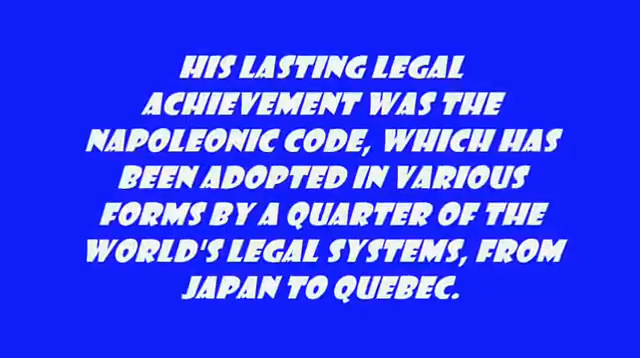 HIS LASTING LEGAL
ACHIEVEMENT WAS THE
NAPOLEONIC CODE, WHICH HAS
BEEN ADOPTED IN VARIOUS
FORMS BY A QUARTER OF THE
WORLD'S LEGAL SYSTEMS, FROM
JAPAN TO QUEBEC.